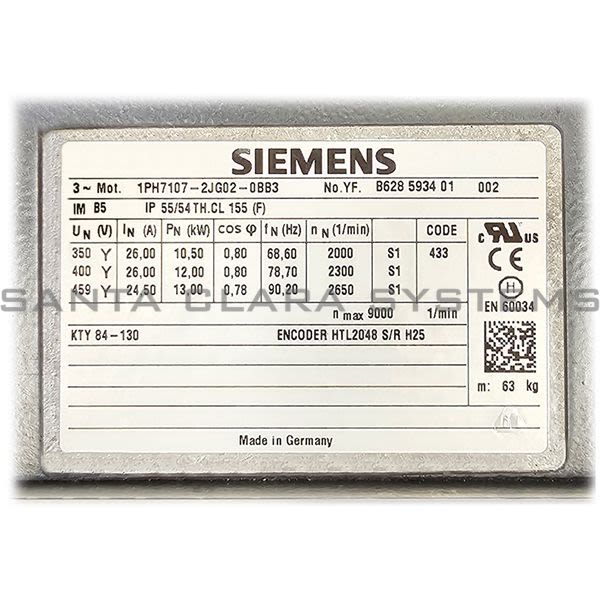 SIEMENS
3~ Mot. 1PH7107-2JG02-0BB3 No.YF. B628 5934 01 002
IM B5 IP 55/54 TH.CL 155 (F)
UN (V) IN (A) PN (kW) cos φ fN (Hz) nN (1/min) CODE
350 Y 26,00 10,50 0,80 68,60 2000 S1 433
400 Y 26,00 12,00 0,80 78,70 2300 S1
459 Y 24,50 13,00 0,78 90,20 2650 S1
n max 9000 1/min
KTY 84-130 ENCODER HTL2048 S/R H25
Made in Germany
c RU us
CE
H
EN 60034
m: 63 kg
SANTA CLARA SYSTEMS